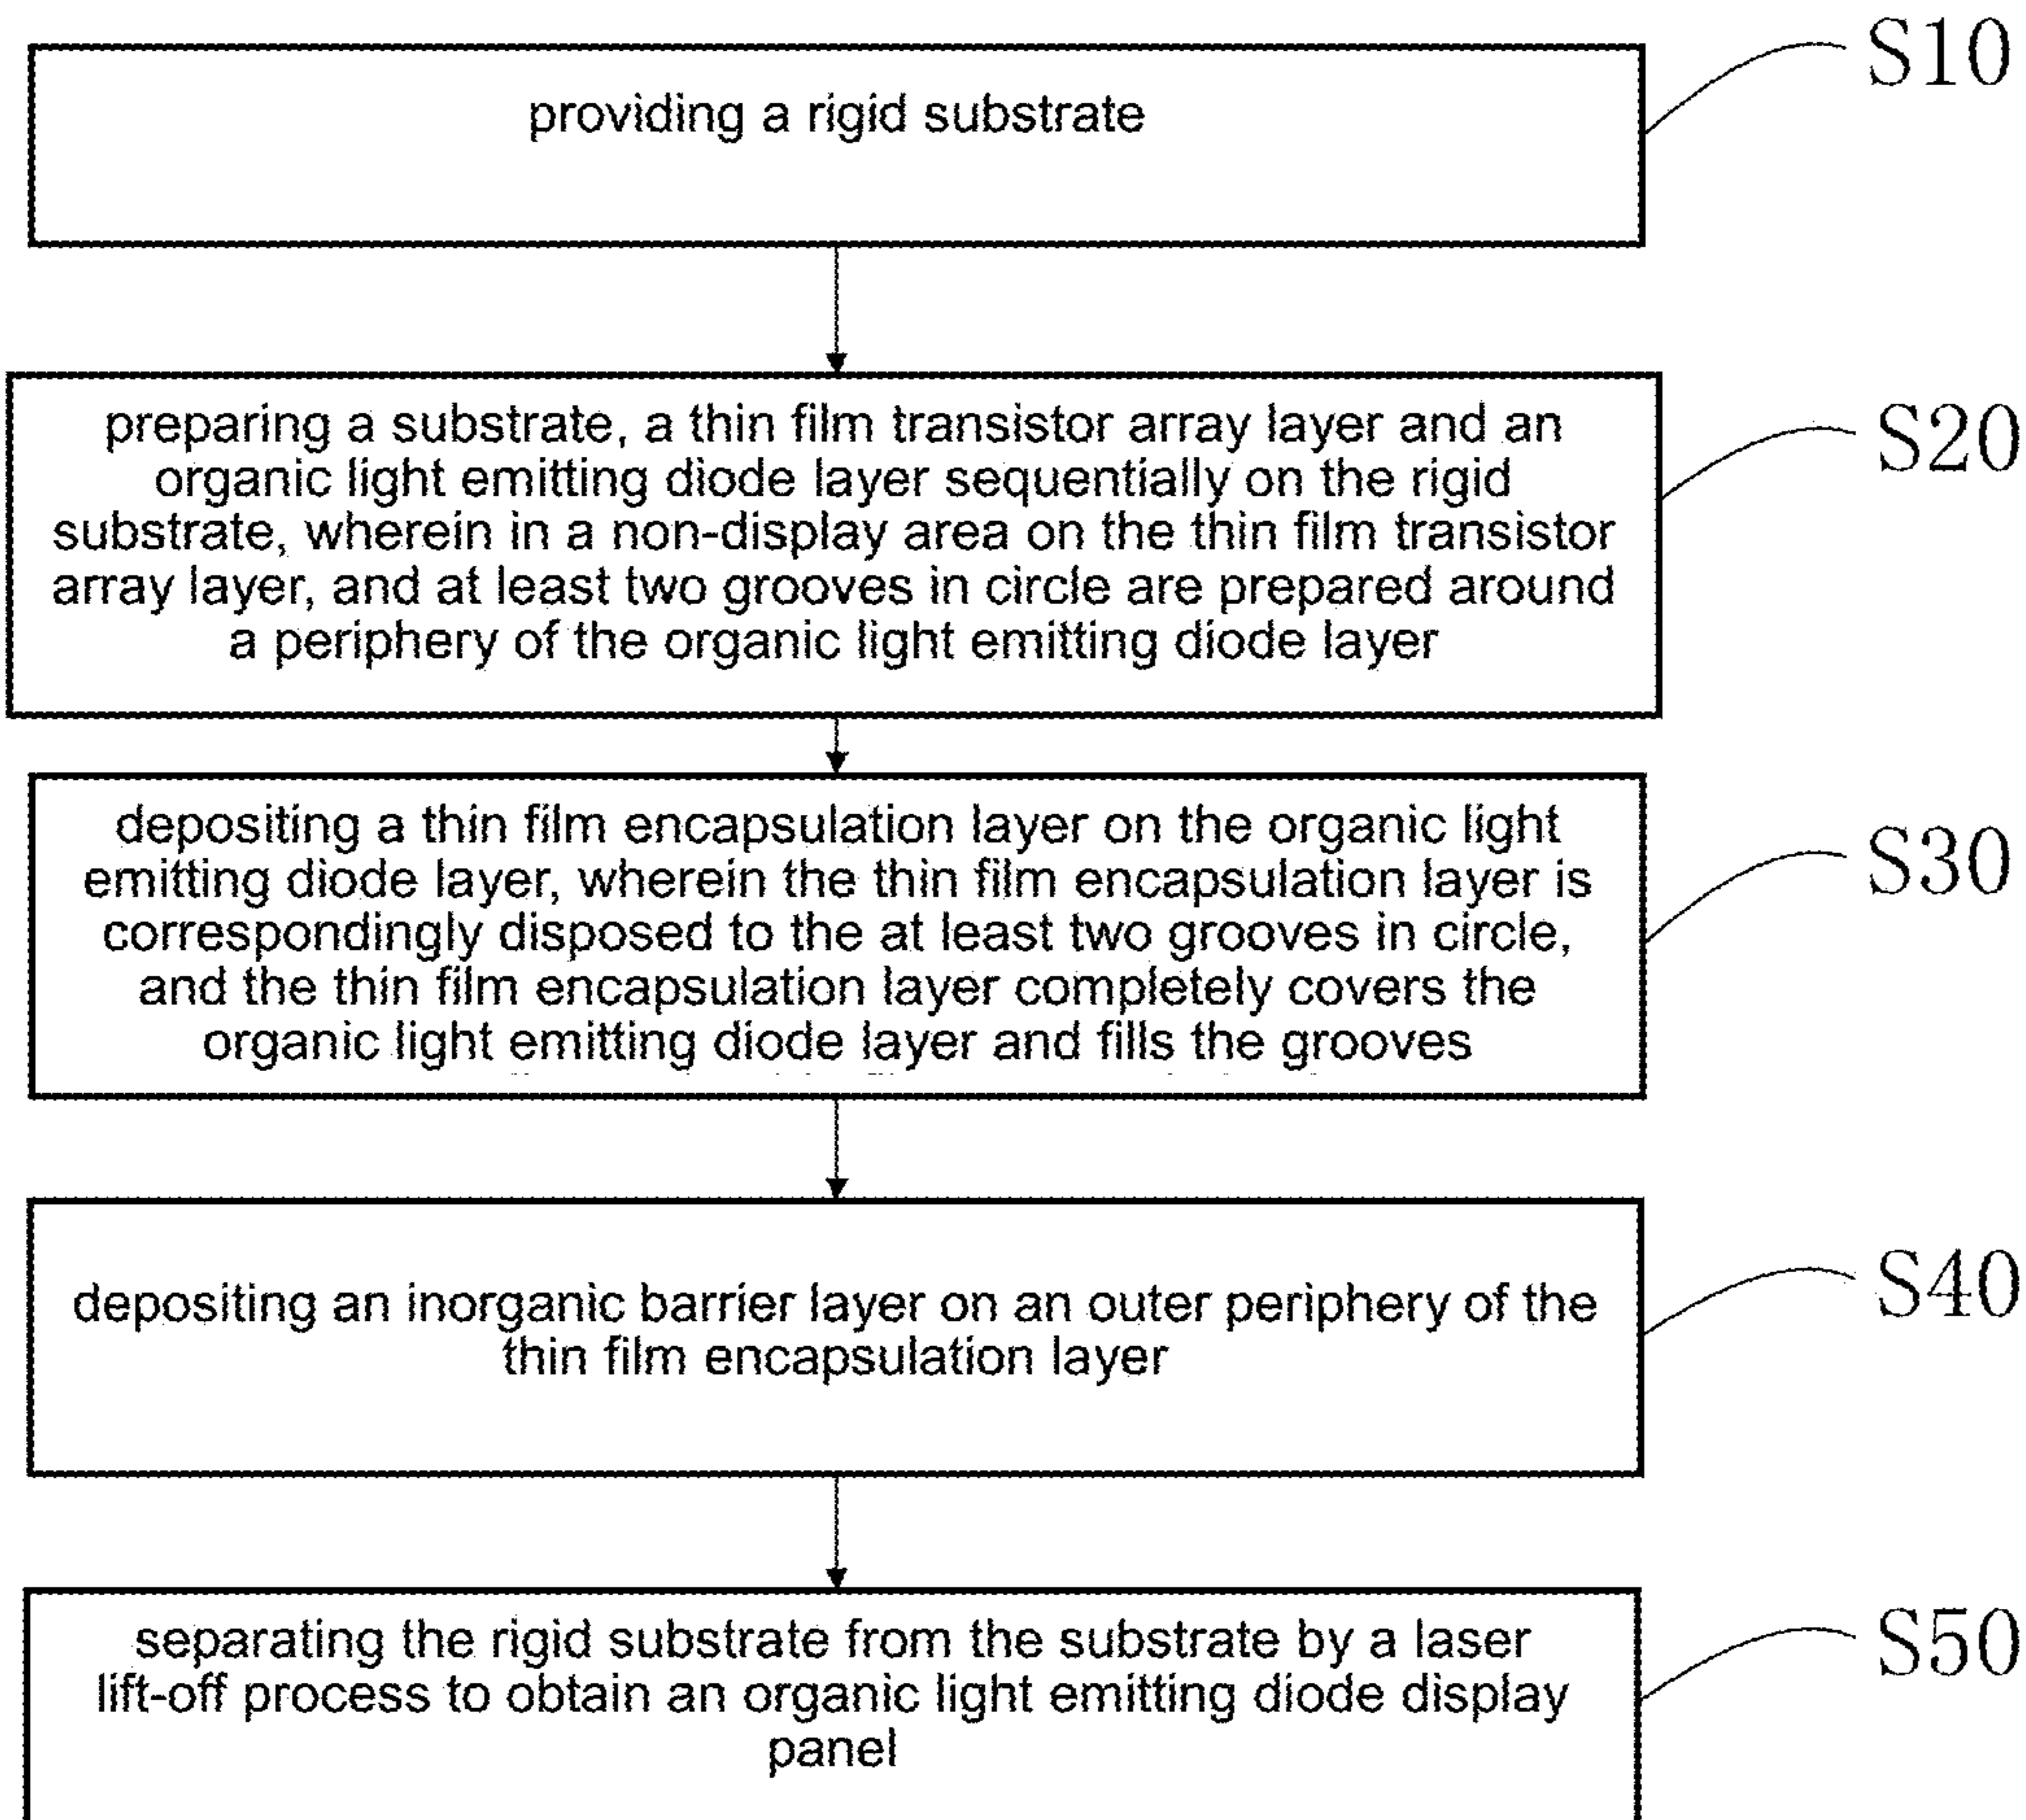 S10
providing a rigid substrate
S20
preparing a substrate, a thin film transistor array layer and an
organic light emitting diode layer sequentially on the rigid
substrate, wherein in a non-display area on the thin film transistor
array layer, and at least two grooves in circle are prepared around
a periphery of the organic light emitting diode layer
S30
depositing a thin film encapsulation layer on the organic light
emitting diode layer, wherein the thin film encapsulation layer is
correspondingly disposed to the at least two grooves in circle,
and the thin film encapsulation layer completely covers the
organic light emitting diode layer and fills the grooves
S40
depositing an inorganic barrier layer on an outer periphery of the
thin film encapsulation layer
S50
separating the rigid substrate from the substrate by a laser
lift-off process to obtain an organic light emitting diode display
panel